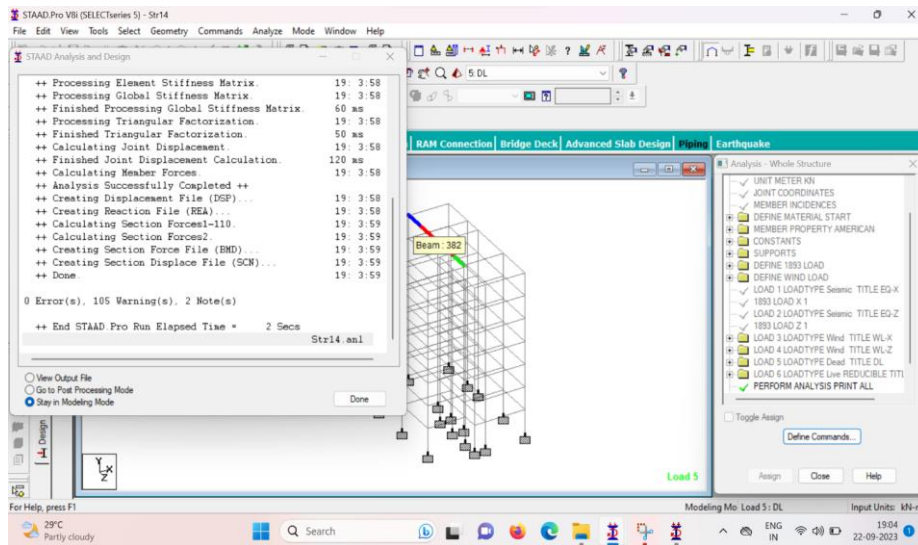 STAAD.Pro V8i (SELECTseries 5) - Str14
File Edit View Tools Select Geometry Commands Analyze Mode Window Help
STAAD Analysis and Design
5: DL
++ Processing Element Stiffness Matrix. 19: 3:58
++ Processing Global Stiffness Matrix. 19: 3:58
++ Finished Processing Global Stiffness Matrix. 60 ms
++ Processing Triangular Factorization. 19: 3:58
++ Finished Triangular Factorization. 50 ms
++ Calculating Joint Displacement. 19: 3:58
++ Finished Joint Displacement Calculation. 120 ms
++ Calculating Member Forces. 19: 3:58
++ Analysis Successfully Completed ++
++ Creating Displacement File (DSP)... 19: 3:58
++ Creating Reaction File (REA)... 19: 3:58
++ Calculating Section Forces1-110. 19: 3:59
++ Calculating Section Forces2. 19: 3:59
++ Creating Section Force File (BMD)... 19: 3:59
++ Creating Section Displace File (SCN)... 19: 3:59
++ Done. 19: 3:59
0 Error(s), 105 Warning(s), 2 Note(s)
++ End STAAD.Pro Run Elapsed Time = 2 Secs
Str14.anl
View Output File
Go to Post Processing Mode
Stay in Modeling Mode
Done
RAM Connection Bridge Deck Advanced Slab Design Piping Earthquake
Beam : 382
Load 5
Design
Y
X
Z
Analysis - Whole Structure
UNIT METER KN
JOINT COORDINATES
MEMBER INCIDENCES
DEFINE MATERIAL START
MEMBER PROPERTY AMERICAN
CONSTANTS
SUPPORTS
DEFINE 1893 LOAD
DEFINE WIND LOAD
LOAD 1 LOADTYPE Seismic TITLE EQ-X
1893 LOAD X 1
LOAD 2 LOADTYPE Seismic TITLE EQ-Z
1893 LOAD Z 1
LOAD 3 LOADTYPE Wind TITLE WL-X
LOAD 4 LOADTYPE Wind TITLE WL-Z
LOAD 5 LOADTYPE Dead TITLE DL
LOAD 6 LOADTYPE Live REDUCIBLE TITL
PERFORM ANALYSIS PRINT ALL
Toggle Assign
Define Commands...
Assign Close Help
For Help, press F1
Modeling Mo Load 5 : DL Input Units: kN-r
29°C
Partly cloudy
Search
ENG
IN
19:04
22-09-2023